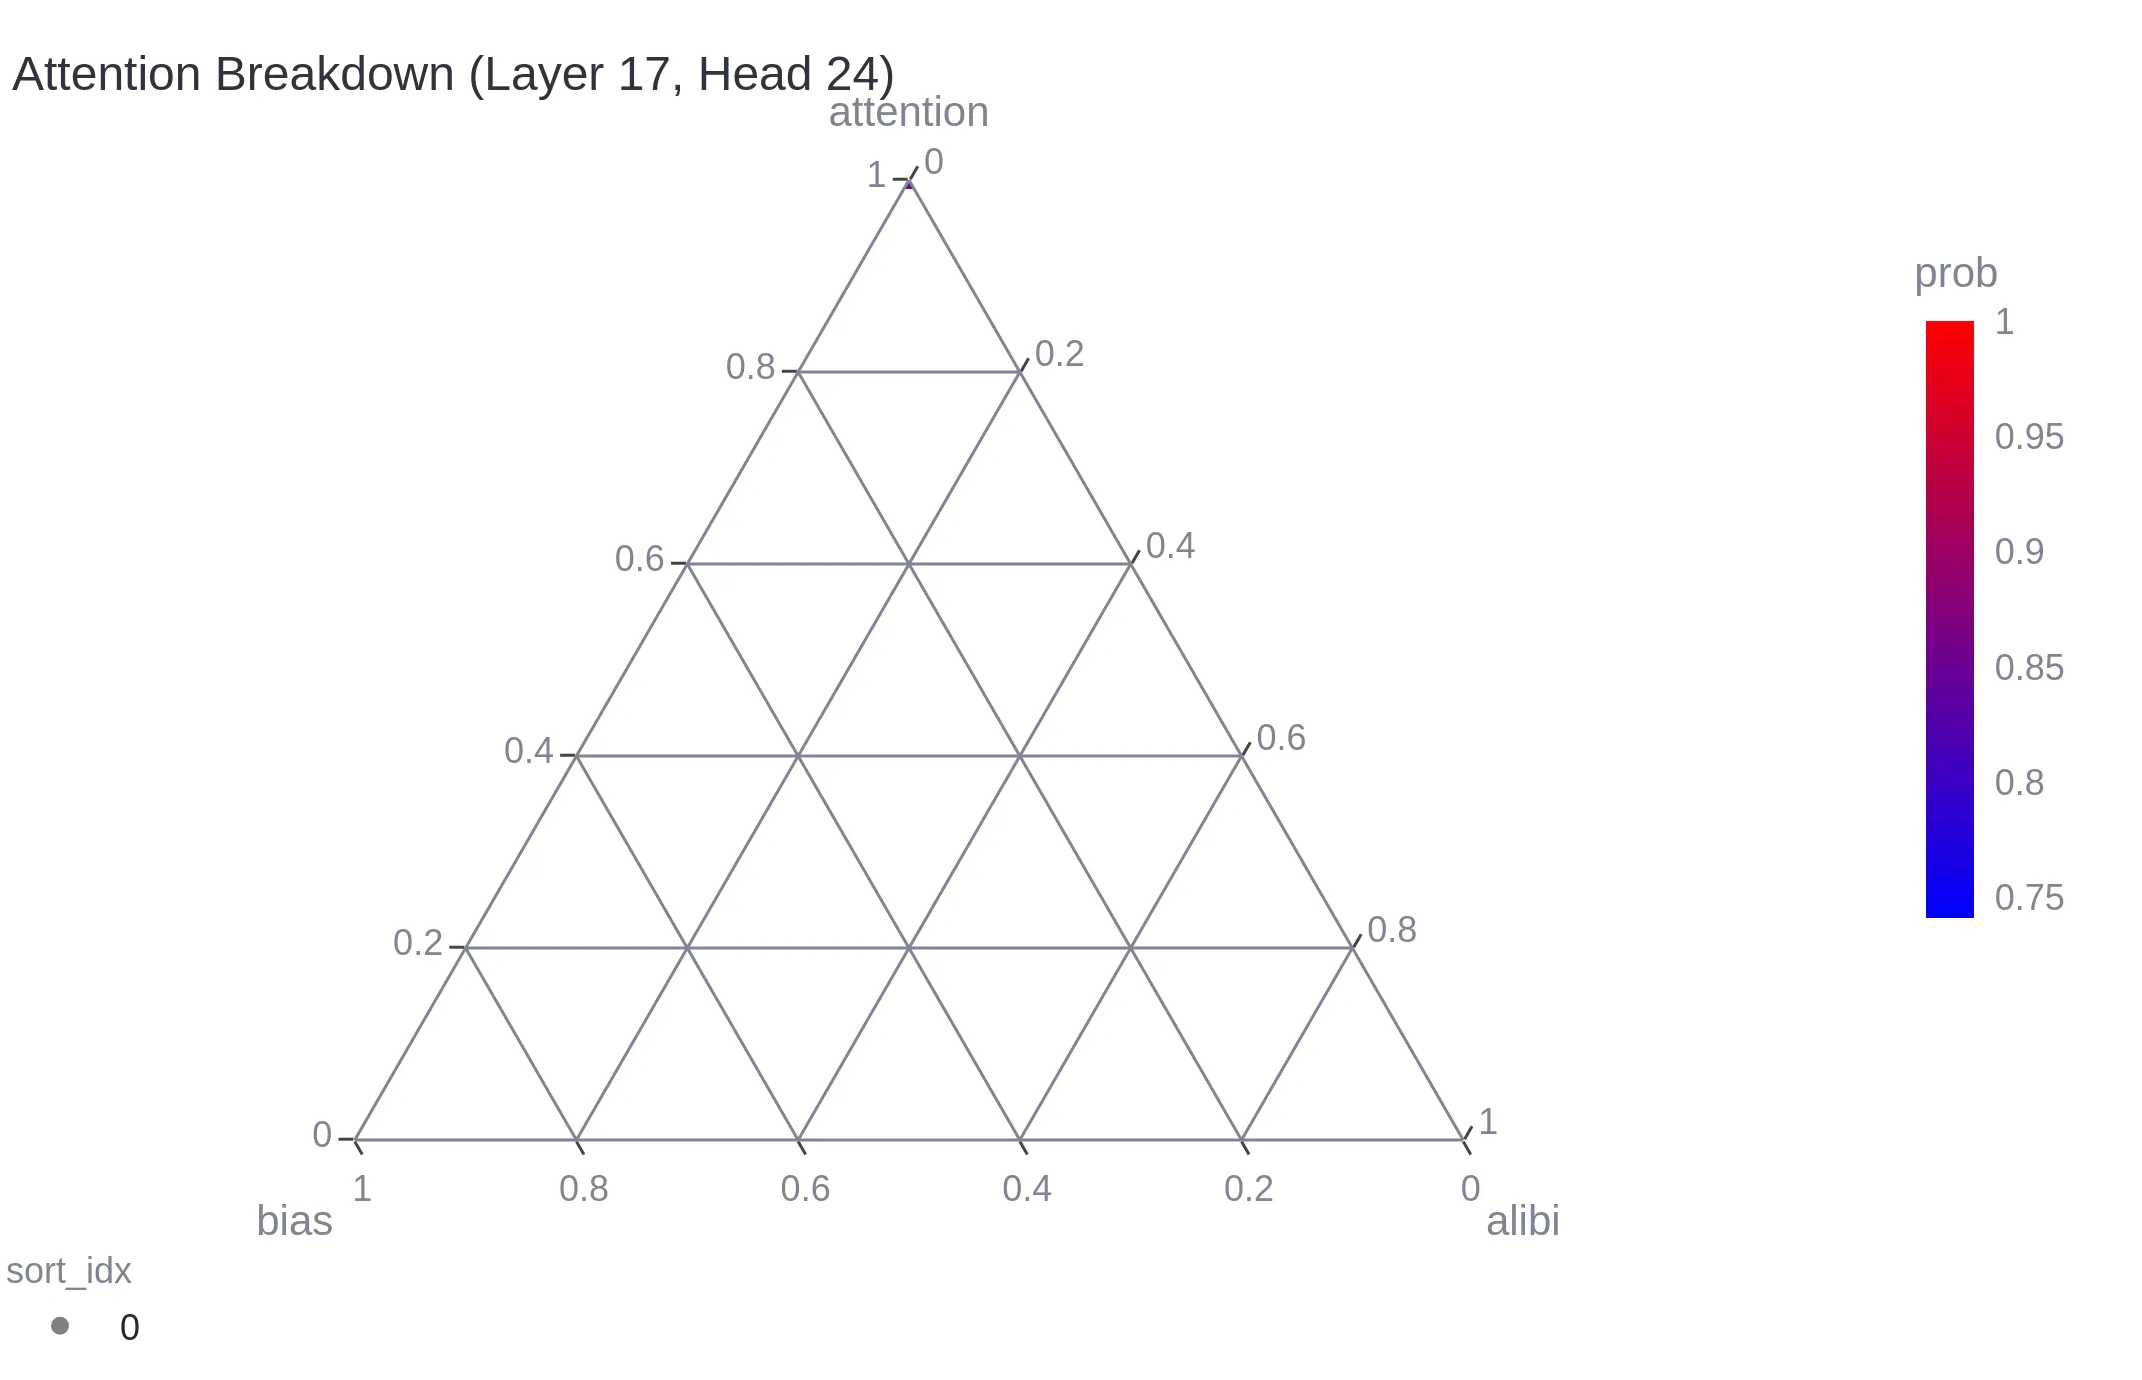 Attention Breakdown (Layer 17, Head 24)
attention
1 0
prob
1
0.8 0.2
0.95
0.6 0.4
0.9
0.85
0.4 0.6
0.8
0.75
0.2 0.8
0 1
1 0.8 0.6 0.4 0.2 0
bias alibi
sort_idx
0